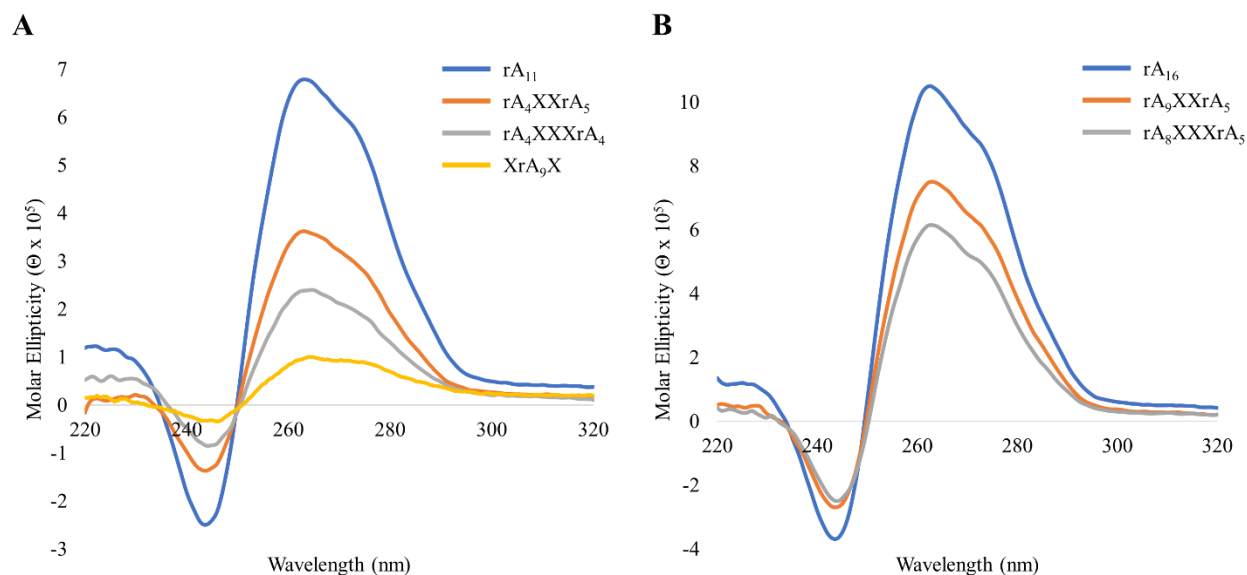 A
B
7
6
5
4
3
2
1
0
-1
-2
-3
220 240 260 280 300 320
Molar Ellipticity (Θ x 10⁵)
Wavelength (nm)
rA₁₁
rA₄XXrA₅
rA₄XXXrA₄
XrA₉X
10
8
6
4
2
0
-2
-4
220 240 260 280 300 320
Molar Ellipticity (Θ x 10⁵)
Wavelength (nm)
rA₁₆
rA₉XXrA₅
rA₈XXXrA₅